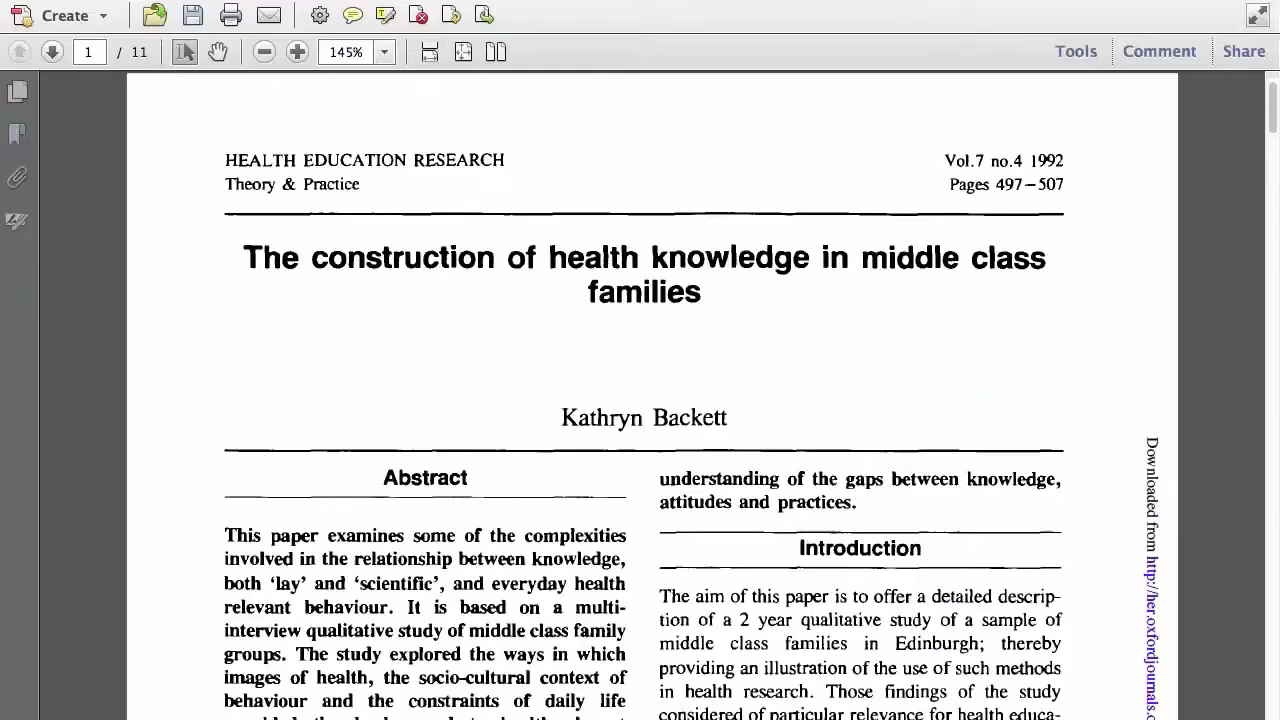 Create
1 / 11
145%
Tools
Comment
Share
HEALTH EDUCATION RESEARCH
Theory & Practice
Vol.7 no.4 1992
Pages 497–507
The construction of health knowledge in middle class
families
Kathryn Backett
Abstract
This paper examines some of the complexities
involved in the relationship between knowledge,
both 'lay' and 'scientific', and everyday health
relevant behaviour. It is based on a multi-
interview qualitative study of middle class family
groups. The study explored the ways in which
images of health, the socio-cultural context of
behaviour and the constraints of daily life
understanding of the gaps between knowledge,
attitudes and practices.
Introduction
The aim of this paper is to offer a detailed descrip-
tion of a 2 year qualitative study of a sample of
middle class families in Edinburgh; thereby
providing an illustration of the use of such methods
in health research. Those findings of the study
considered of particular relevance for health educa-
Downloaded from http://her.oxfordjournals.